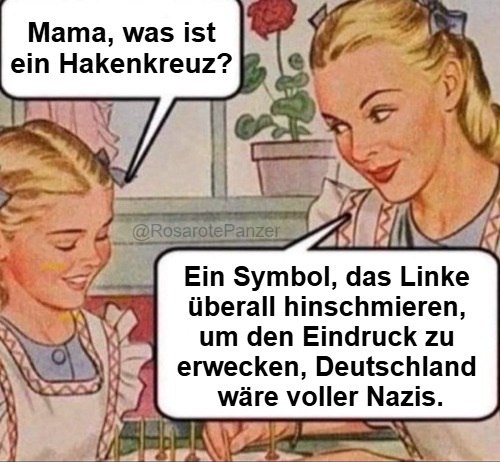 Mama, was ist
ein Hakenkreuz?
@RosarotePanzer
Ein Symbol, das Linke
überall hinschmieren,
um den Eindruck zu
erwecken, Deutschland
wäre voller Nazis.